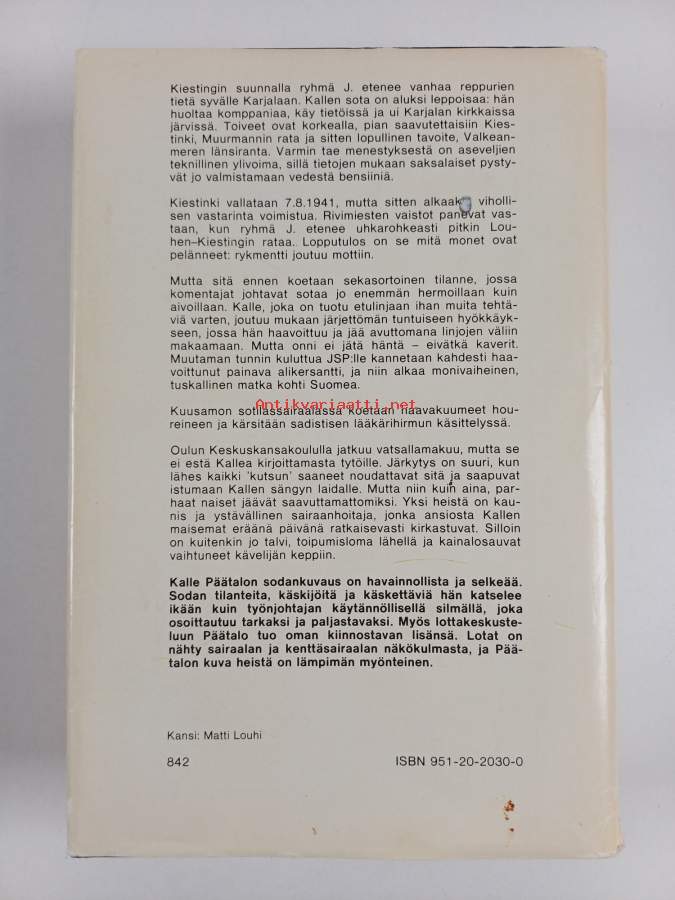 Kiestingin suunnalla ryhmä J. etenee vanhaa reppurien
tietä syvälle Karjalaan. Kallen sota on aluksi leppoisaa: hän
huoltaa komppaniaa, käy tietöissä ja ui Karjalan kirkkaissa
järvissä. Toiveet ovat korkealla, pian saavutettaisiin Kies-
tinki, Muurmannin rata ja sitten lopullinen tavoite, Valkean-
meren länsiranta. Varmin tae menestyksestä on aseveljien
teknillinen ylivoima, sillä tietojen mukaan saksalaiset pysty-
vät jo valmistamaan vedestä bensiiniä.
Kiestinki vallataan 7.8.1941, mutta sitten alkaakin vihollі-
sen vastarinta voimistua. Rivimiesten vaistot panevat vas-
taan, kun ryhmä J. etenee uhkarohkeasti pitkin Lou-
hen–Kiestingin rataa. Lopputulos on se mitä monet ovat
pelänneet: rykmentti joutuu mottiin.
Mutta sitä ennen koetaan sekasortoinen tilanne, jossa
komentajat johtavat sotaa jo enemmän hermoillaan kuin
aivoillaan. Kalle, joka on tuotu etulinjaan ihan muita tehtä-
viä varten, joutuu mukaan järjettömän tuntuiseen hyökkäyk-
seen, jossa hän haavoittuu ja jää avuttomana linjojen väliin
makaamaan. Mutta onni ei jätä häntä – eivätkä kaverit.
Muutaman tunnin kuluttua JSP:lle kannetaan kahdesti haa-
voittunut painava alikersantti, ja niin alkaa monivaiheinen,
tuskallinen matka kohti Suomea.
Antikvariaatti.net
Kuusamon sotilassairaalassa koetaan haavakuumeet hou-
reineen ja kärsitään sadistisen lääkärihirmun käsittelyssä.
Oulun Keskuskansakoululla jatkuu vatsallamakuu, mutta se
ei estä Kallea kirjoittamasta tytöille. Järkytys on suuri, kun
lähes kaikki 'kutsun' saaneet noudattavat sitä ja saapuvat
istumaan Kallen sängyn laidalle. Mutta niin kuin aina, par-
haat naiset jäävät saavuttamattomiksi. Yksi heistä on kau-
nis ja ystävällinen sairaanhoitaja, jonka ansiosta Kallen
maisemat eräänä päivänä ratkaisevasti kirkastuvat. Silloin
on kuitenkin jo talvi, toipumisloma lähellä ja kainalosauvat
vaihtuneet kävelijän keppiin.
Kalle Päätalon sodankuvaus on havainnollista ja selkeää.
Sodan tilanteita, käskijöitä ja käskettäviä hän katselee
ikään kuin työnjohtajan käytännöllisellä silmällä, joka
osoittautuu tarkaksi ja paljastavaksi. Myös lottakeskuste-
luun Päätalo tuo oman kiinnostavan lisänsä. Lotat on
nähty sairaalan ja kenttäsairaalan näkökulmasta, ja Pää-
talon kuva heistä on lämpimän myönteinen.
Kansi: Matti Louhi
842 ISBN 951-20-2030-0